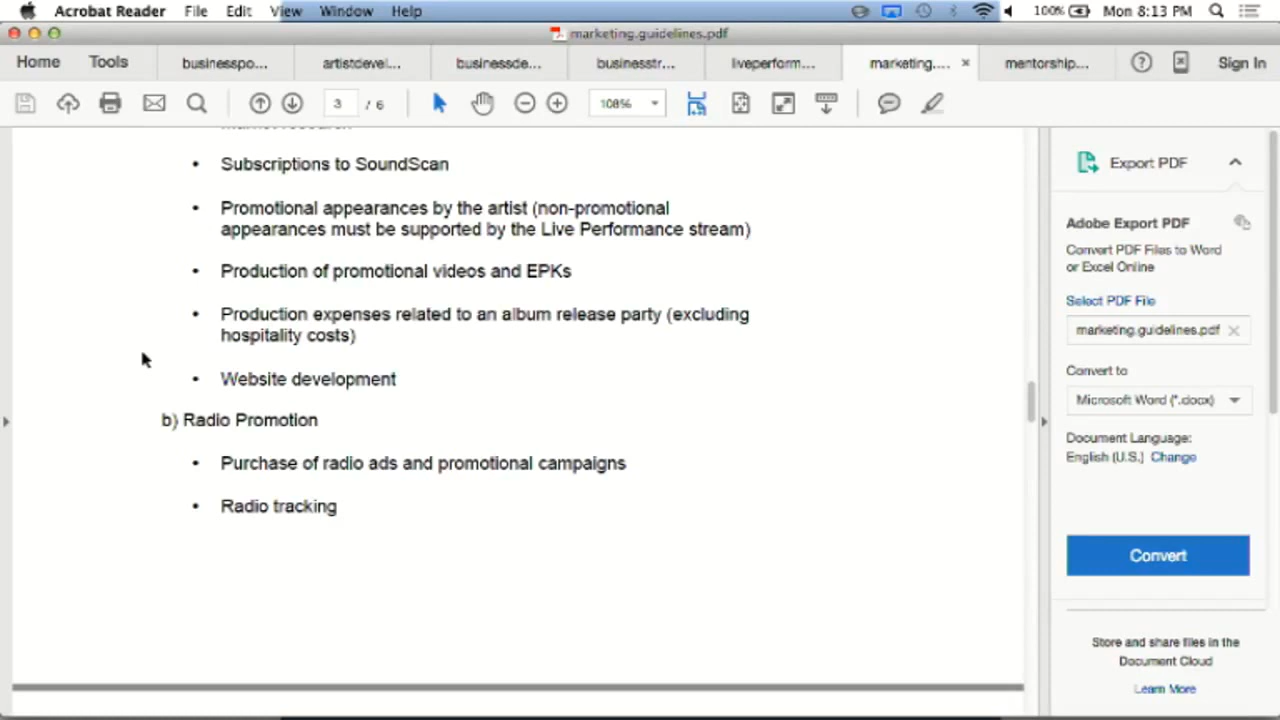 Acrobat Reader File Edit View Window Help 100% Mon 8:13 PM
marketing.guidelines.pdf
Home Tools businesspo... artistdevel... businessde... businesstr... liveperform... marketing.... × mentorship... Sign In
3 / 6 108%
Market research
• Subscriptions to SoundScan
• Promotional appearances by the artist (non-promotional
appearances must be supported by the Live Performance stream)
• Production of promotional videos and EPKs
• Production expenses related to an album release party (excluding
hospitality costs)
• Website development
b) Radio Promotion
• Purchase of radio ads and promotional campaigns
• Radio tracking
Export PDF
Adobe Export PDF
Convert PDF Files to Word
or Excel Online
Select PDF File
marketing.guidelines.pdf ×
Convert to
Microsoft Word (*.docx)
Document Language:
English (U.S.) Change
Convert
Store and share files in the
Document Cloud
Learn More